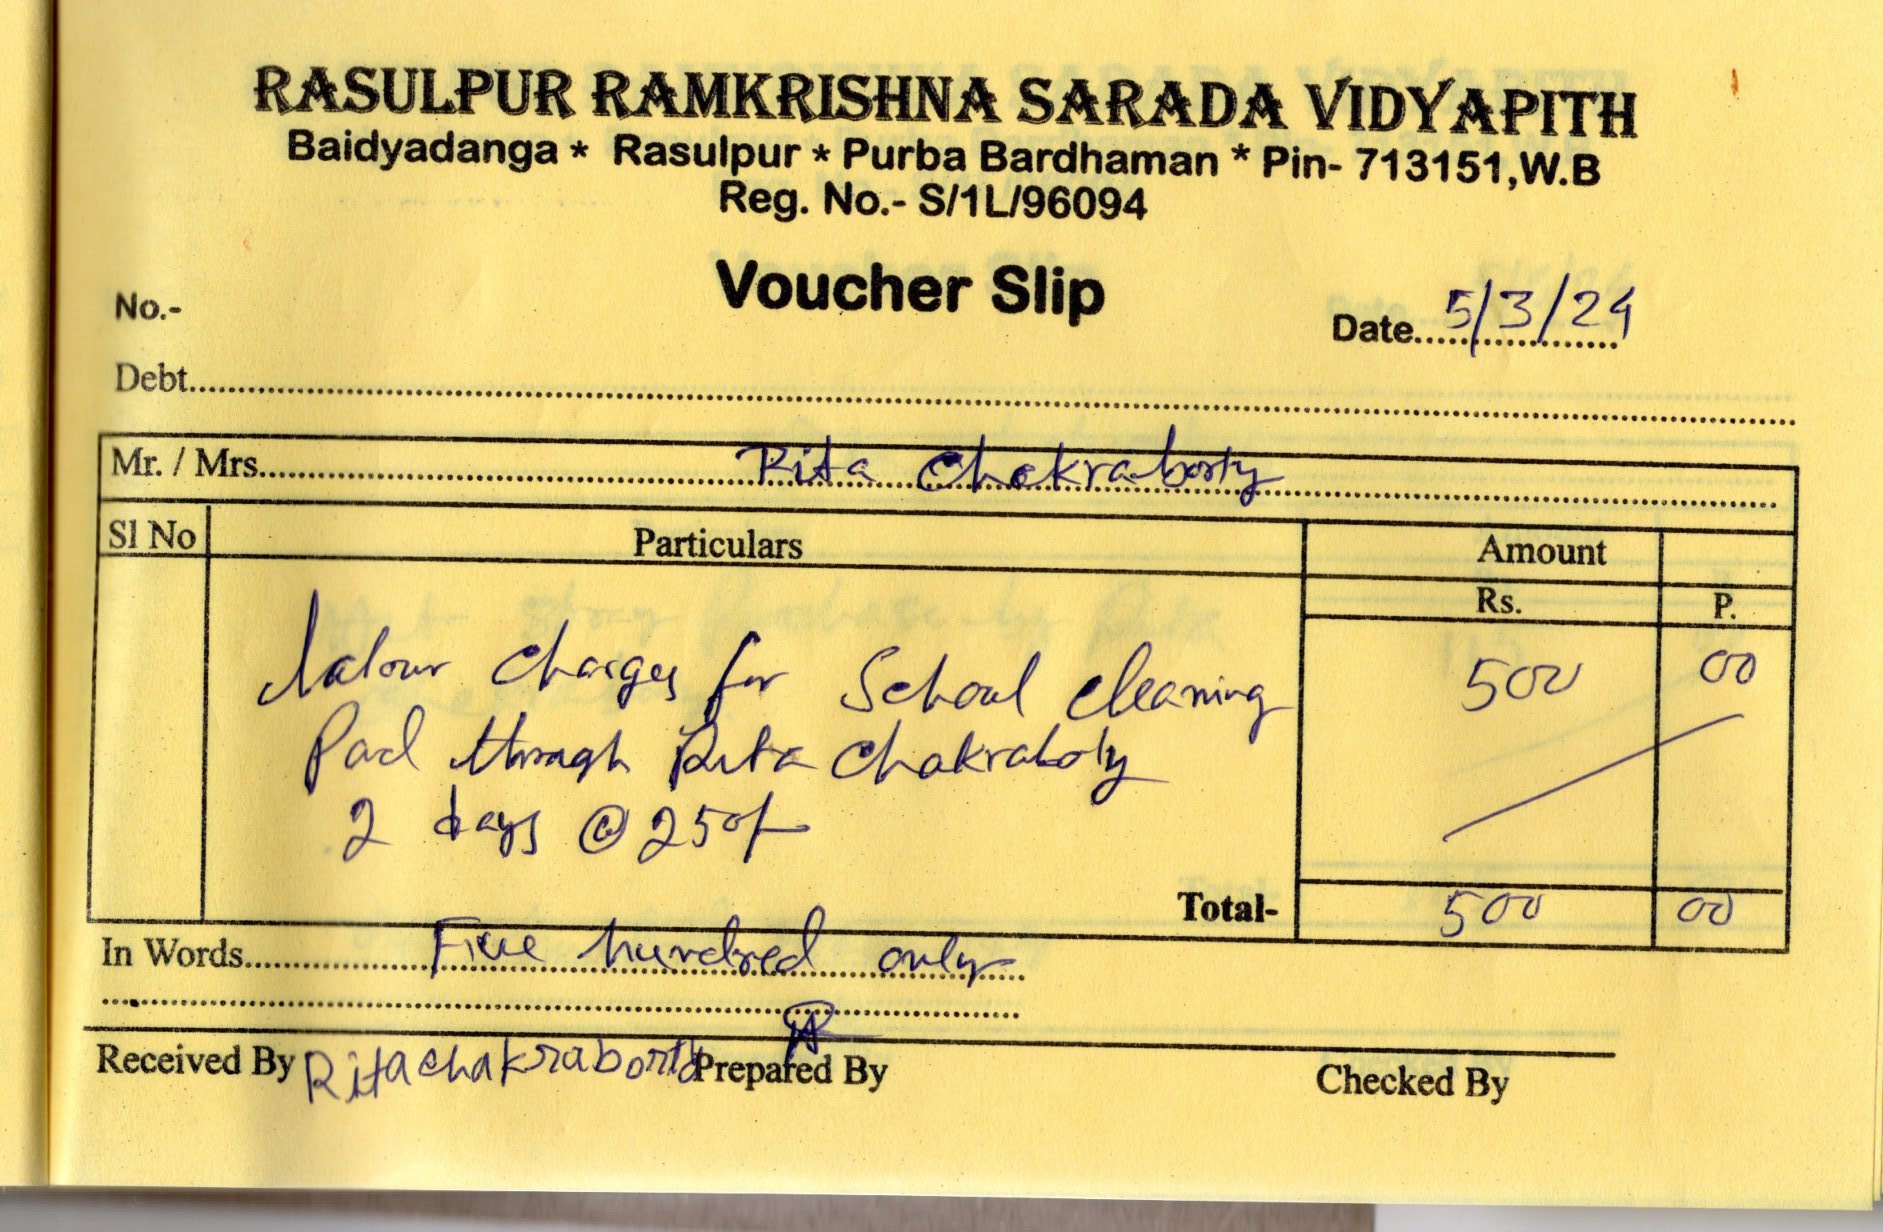 RASULPUR RAMKRISHNA SARADA VIDYAPITH
Baidyadanga * Rasulpur * Purba Bardhaman * Pin- 713151,W.B
Reg. No.- S/1L/96094
Voucher Slip
No.-
Date 5/3/24
Debt
Mr. / Mrs. Rita Chakraborty
Sl No Particulars Amount
Rs. P.
Labour Charges for School Cleaning 500 00
Paid through Rita Chakraboty
2 days @ 250/-
Total- 500 00
In Words Five hundred only
Received By Rita chakraborty Prepared By Checked By